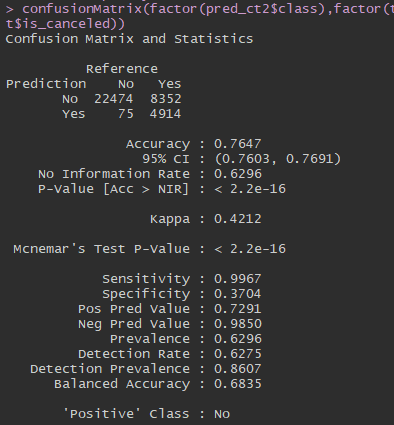 > confusionMatrix(factor(pred_ct2$class),factor(t
t$is_canceled))
Confusion Matrix and Statistics
Reference
Prediction No Yes
No 22474 8352
Yes 75 4914
Accuracy : 0.7647
95% CI : (0.7603, 0.7691)
No Information Rate : 0.6296
P-Value [Acc > NIR] : < 2.2e-16
Kappa : 0.4212
Mcnemar's Test P-Value : < 2.2e-16
Sensitivity : 0.9967
Specificity : 0.3704
Pos Pred Value : 0.7291
Neg Pred Value : 0.9850
Prevalence : 0.6296
Detection Rate : 0.6275
Detection Prevalence : 0.8607
Balanced Accuracy : 0.6835
'Positive' Class : No